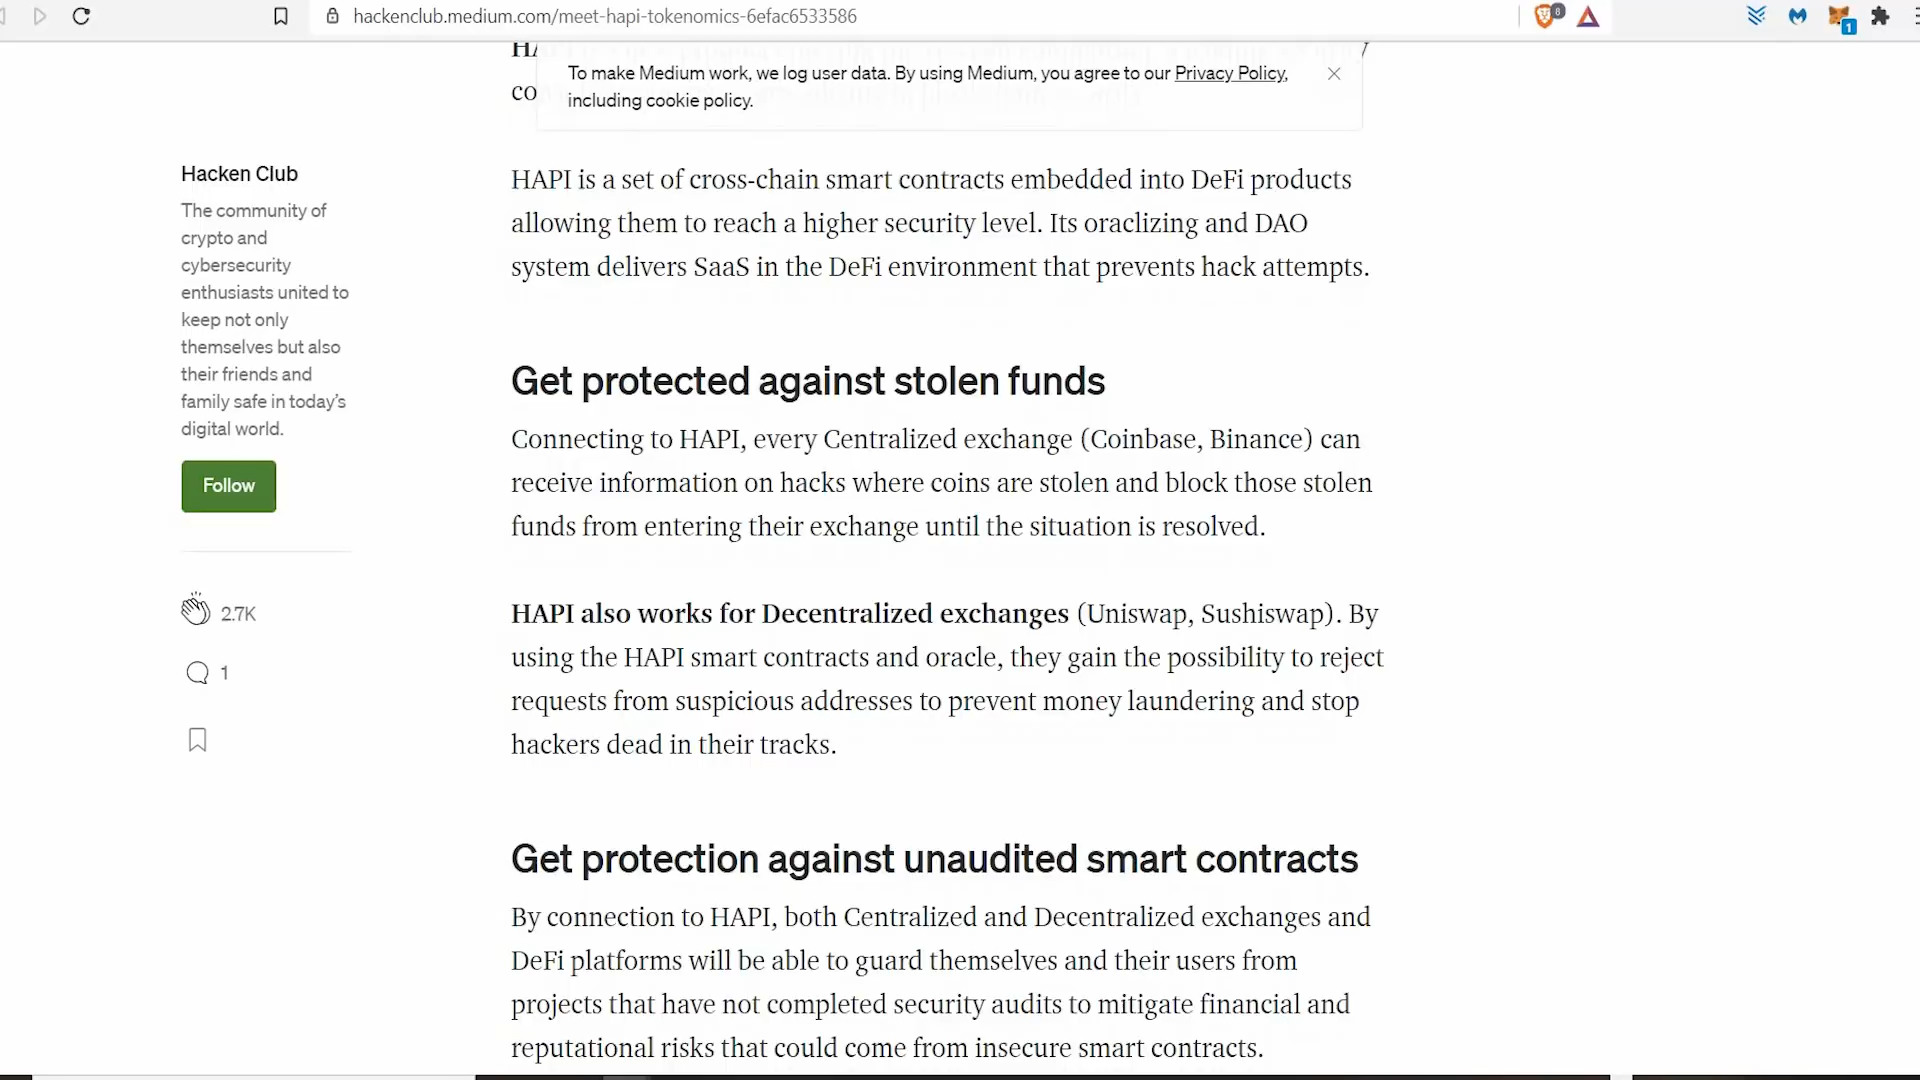 hackenclub.medium.com/meet-hapi-tokenomics-6efac6533586
8
1
To make Medium work, we log user data. By using Medium, you agree to our Privacy Policy,
including cookie policy.
Hacken Club
The community of
crypto and
cybersecurity
enthusiasts united to
keep not only
themselves but also
their friends and
family safe in today's
digital world.
Follow
2.7K
1
HAPI is a set of cross-chain smart contracts embedded into DeFi products
allowing them to reach a higher security level. Its oraclizing and DAO
system delivers SaaS in the DeFi environment that prevents hack attempts.
Get protected against stolen funds
Connecting to HAPI, every Centralized exchange (Coinbase, Binance) can
receive information on hacks where coins are stolen and block those stolen
funds from entering their exchange until the situation is resolved.
HAPI also works for Decentralized exchanges (Uniswap, Sushiswap). By
using the HAPI smart contracts and oracle, they gain the possibility to reject
requests from suspicious addresses to prevent money laundering and stop
hackers dead in their tracks.
Get protection against unaudited smart contracts
By connection to HAPI, both Centralized and Decentralized exchanges and
DeFi platforms will be able to guard themselves and their users from
projects that have not completed security audits to mitigate financial and
reputational risks that could come from insecure smart contracts.